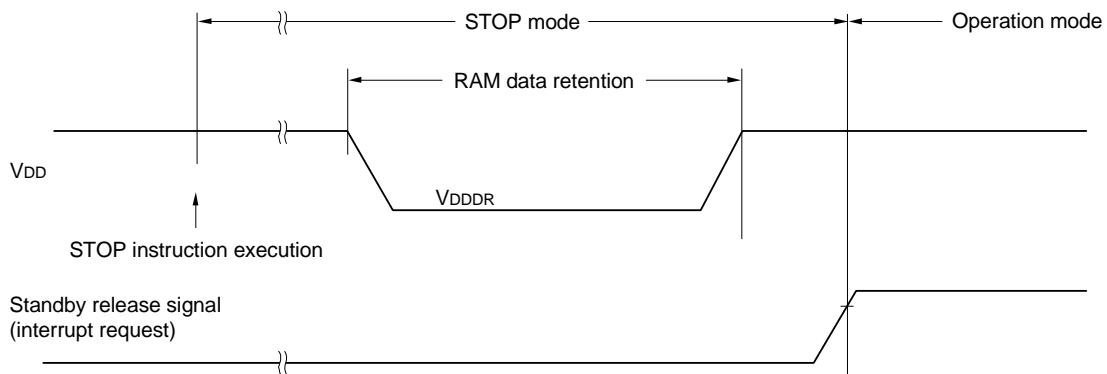 STOP mode
Operation mode
RAM data retention
VDD
VDDDR
STOP instruction execution
Standby release signal
(interrupt request)